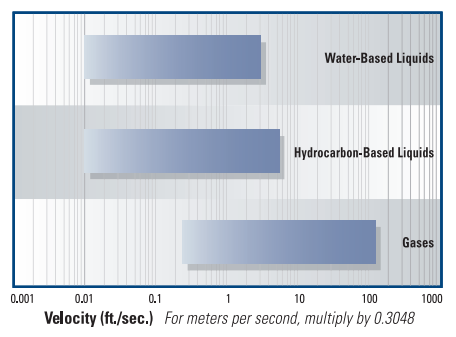 Water-Based Liquids
Hydrocarbon-Based Liquids
Gases
0.001 0.01 0.1 1 10 100 1000
Velocity (ft./sec.) For meters per second, multiply by 0.3048